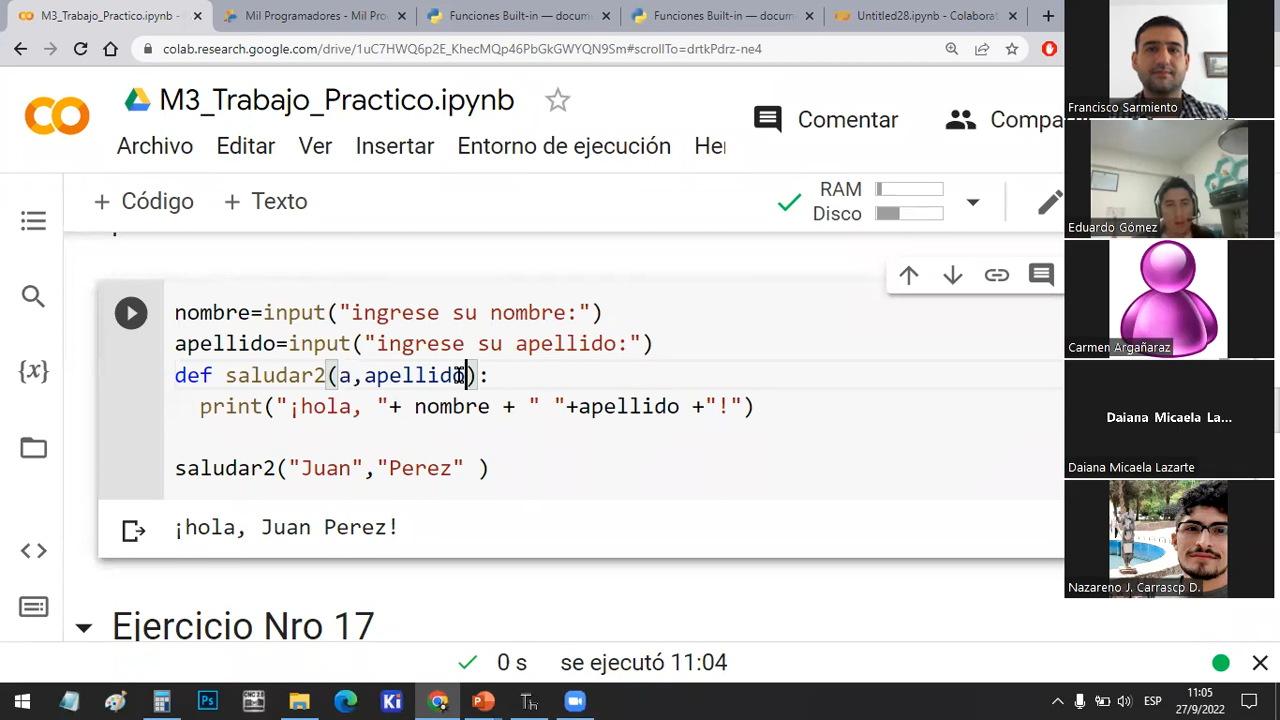 M3_Trabajo_Practico.ipynb -
Mil Programadores - Mil Pro
Funciones Built-in — docum
Funciones Built-in — docum
Untitled28.ipynb - Colaborat
colab.research.google.com/drive/1uC7HWQ6p2E_KhecMQp46PbGkGWYQN9Sm#scrollTo=drtkPdrz-ne4
M3_Trabajo_Practico.ipynb
Comentar
Compa
Archivo Editar Ver Insertar Entorno de ejecución Her
+ Código + Texto
RAM
Disco
nombre=input("ingrese su nombre:")
apellido=input("ingrese su apellido:")
def saludar2(a,apellido):
print("¡hola, "+ nombre + " "+apellido +"!")
saludar2("Juan","Perez" )
¡hola, Juan Perez!
Ejercicio Nro 17
0 s se ejecutó 11:04
Francisco Sarmiento
Eduardo Gómez
Carmen Argañaraz
Daiana Micaela La...
Daiana Micaela Lazarte
Nazareno J. Carrascp D.
Ps
Ki
ESP
11:05
27/9/2022